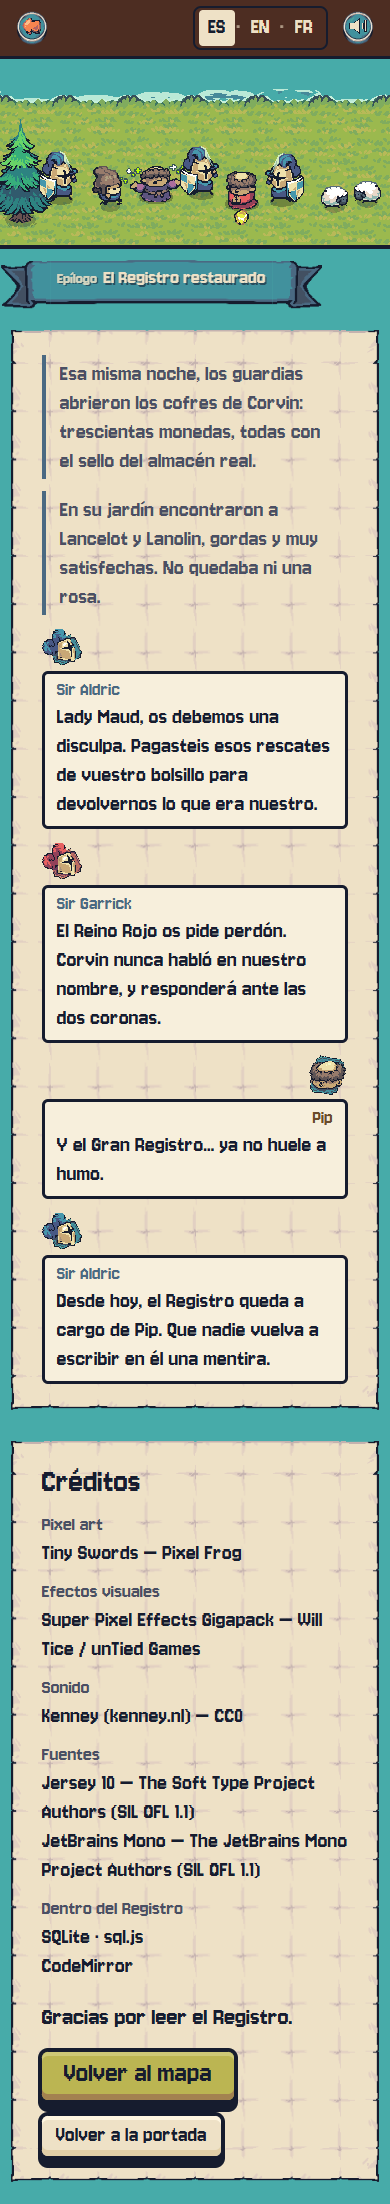 ES · EN · FR
Epílogo El Registro restaurado
Esa misma noche, los guardias
abrieron los cofres de Corvin:
trescientas monedas, todas con
el sello del almacén real.
En su jardín encontraron a
Lancelot y Lanolin, gordas y muy
satisfechas. No quedaba ni una
rosa.
Sir Aldric
Lady Maud, os debemos una
disculpa. Pagasteis esos rescates
de vuestro bolsillo para
devolvernos lo que era nuestro.
Sir Garrick
El Reino Rojo os pide perdón.
Corvin nunca habló en nuestro
nombre, y responderá ante las
dos coronas.
Pip
Y el Gran Registro... ya no huele a
humo.
Sir Aldric
Desde hoy, el Registro queda a
cargo de Pip. Que nadie vuelva a
escribir en él una mentira.
Créditos
Pixel art
Tiny Swords — Pixel Frog
Efectos visuales
Super Pixel Effects Gigapack — Will
Tice / unTied Games
Sonido
Kenney (kenney.nl) — CC0
Fuentes
Jersey 10 — The Soft Type Project
Authors (SIL OFL 1.1)
JetBrains Mono — The JetBrains Mono
Project Authors (SIL OFL 1.1)
Dentro del Registro
SQLite · sql.js
CodeMirror
Gracias por leer el Registro.
Volver al mapa
Volver a la portada